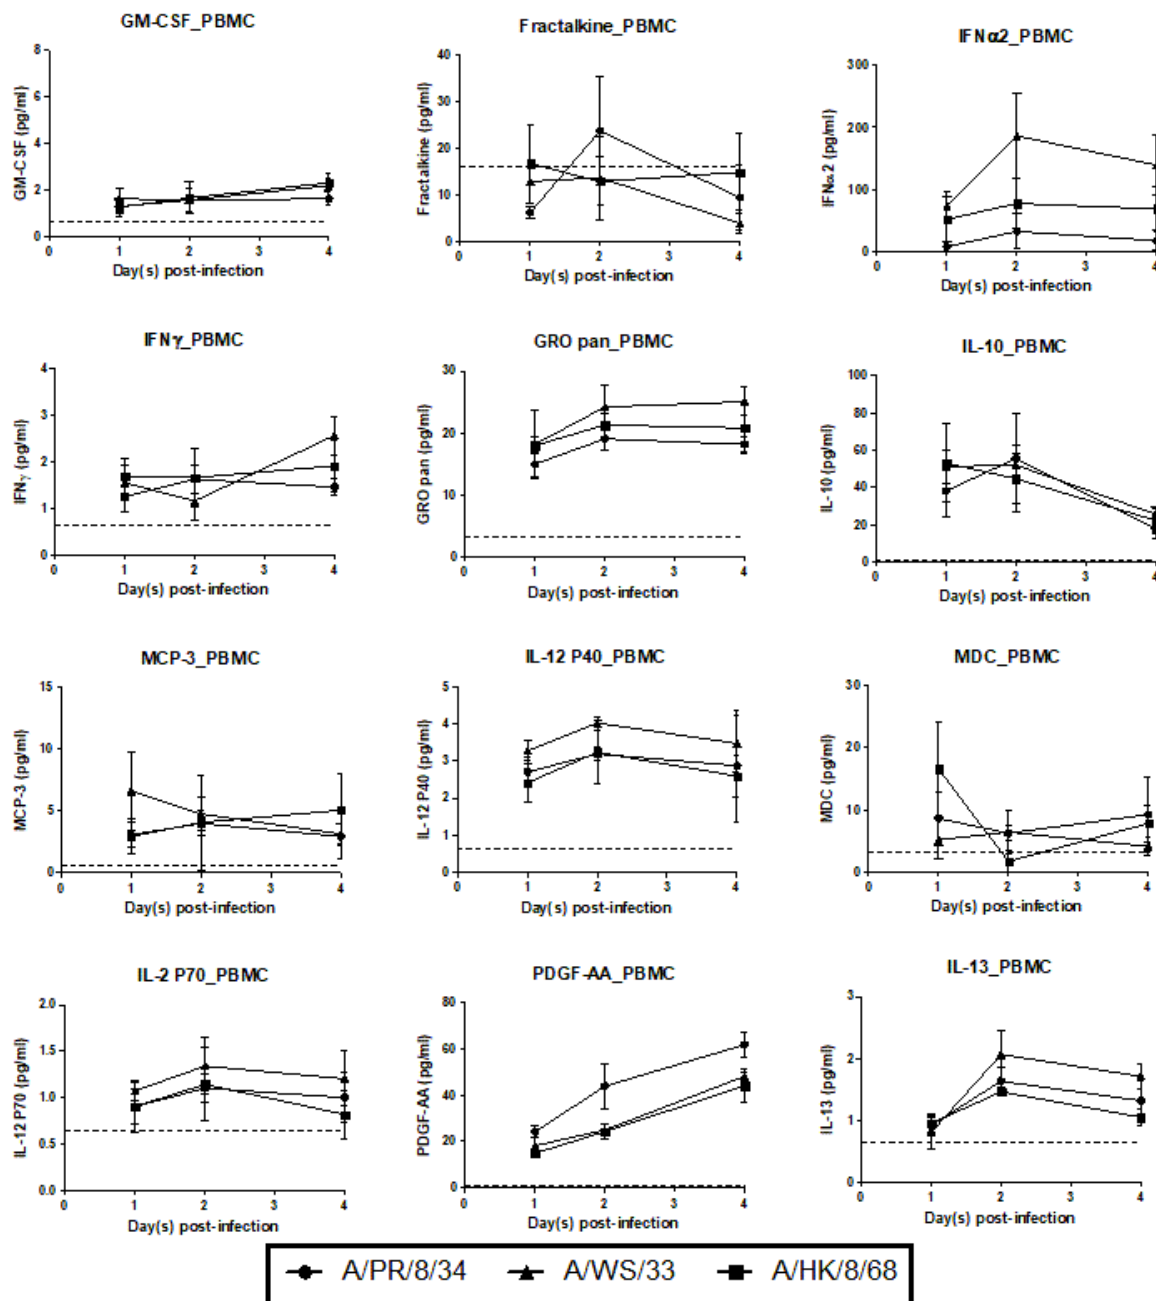 GM-CSF_PBMC
GM-CSF (pg/ml)
8
6
4
2
0
0 1 2 3 4
Day(s) post-infection
Fractalkine_PBMC
Fractalkine (pg/ml)
40
30
20
10
0
0 1 2 3 4
Day(s) post-infection
IFNα2_PBMC
IFNα2 (pg/ml)
300
200
100
0
0 1 2 3 4
Day(s) post-infection
IFNγ_PBMC
IFNγ (pg/ml)
4
3
2
1
0
0 1 2 3 4
Day(s) post-infection
GRO pan_PBMC
GRO pan (pg/ml)
30
20
10
0
0 1 2 3 4
Day(s) post-infection
IL-10_PBMC
IL-10 (pg/ml)
100
80
60
40
20
0
0 1 2 3 4
Day(s) post-infection
MCP-3_PBMC
MCP-3 (pg/ml)
15
10
5
0
0 1 2 3 4
Day(s) post-infection
IL-12 P40_PBMC
IL-12 P40 (pg/ml)
5
4
3
2
1
0
0 1 2 3 4
Day(s) post-infection
MDC_PBMC
MDC (pg/ml)
30
20
10
0
0 1 2 3 4
Day(s) post-infection
IL-2 P70_PBMC
IL-12 P70 (pg/ml)
2.0
1.5
1.0
0.5
0.0
0 1 2 3 4
Day(s) post-infection
PDGF-AA_PBMC
PDGF-AA (pg/ml)
80
60
40
20
0
0 1 2 3 4
Day(s) post-infection
IL-13_PBMC
IL-13 (pg/ml)
3
2
1
0
0 1 2 3 4
Day(s) post-infection
A/PR/8/34 A/WS/33 A/HK/8/68